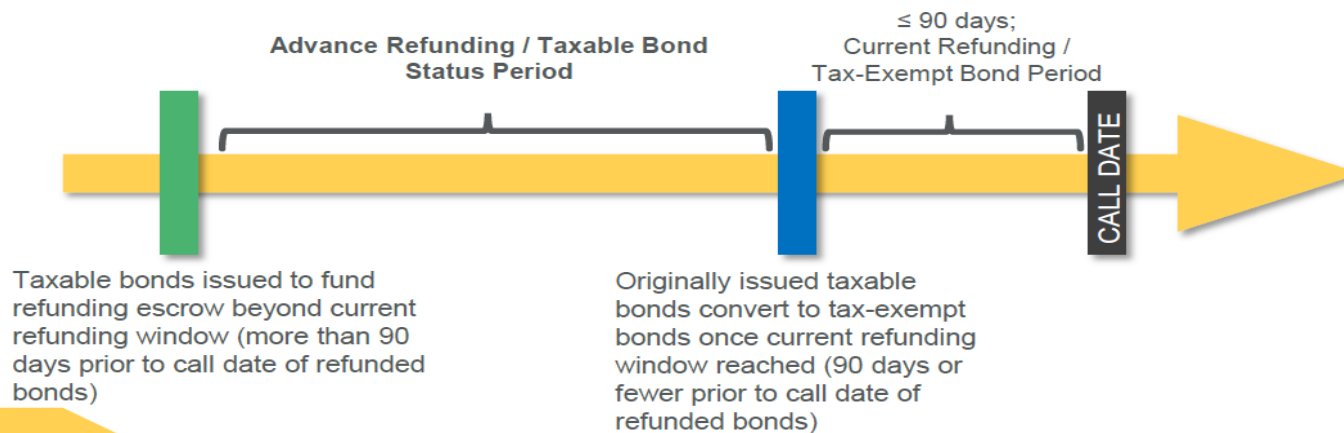 Advance Refunding / Taxable Bond
Status Period
≤ 90 days;
Current Refunding /
Tax-Exempt Bond Period
CALL DATE
Taxable bonds issued to fund
refunding escrow beyond current
refunding window (more than 90
days prior to call date of refunded
bonds)
Originally issued taxable
bonds convert to tax-exempt
bonds once current refunding
window reached (90 days or
fewer prior to call date of
refunded bonds)